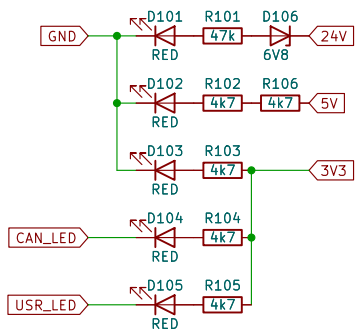 D101 R101 D106
GND 47k 24V
RED 6V8
D102 R102 R106
4k7 4k7 5V
RED
D103 R103
4k7 3V3
RED
D104 R104
CAN_LED 4k7
RED
D105 R105
USR_LED 4k7
RED